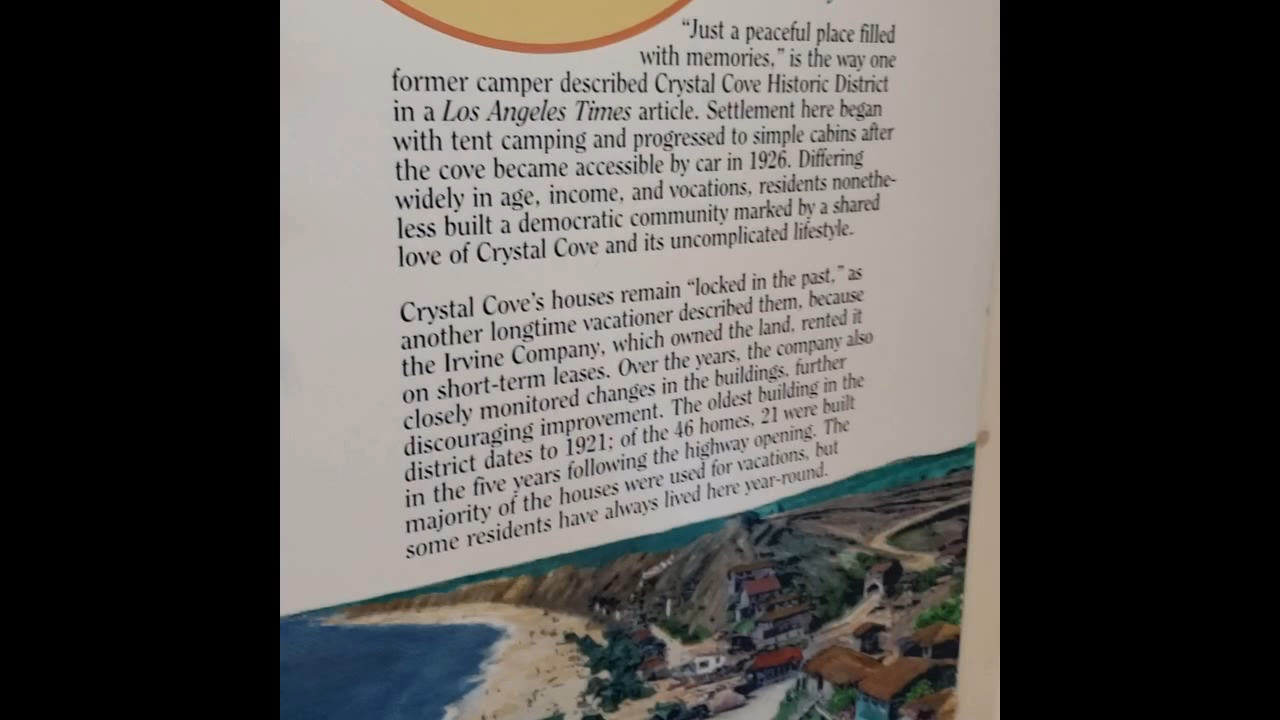 “Just a peaceful place filled
with memories,” is the way one
former camper described Crystal Cove Historic District
in a Los Angeles Times article. Settlement here began
with tent camping and progressed to simple cabins after
the cove became accessible by car in 1926. Differing
widely in age, income, and vocations, residents nonethe-
less built a democratic community marked by a shared
love of Crystal Cove and its uncomplicated lifestyle.
Crystal Cove’s houses remain “locked in the past,” as
another longtime vacationer described them, because
the Irvine Company, which owned the land, rented it
on short-term leases. Over the years, the company also
closely monitored changes in the buildings, further
discouraging improvement. The oldest building in the
district dates to 1921; of the 46 homes, 21 were built
in the five years following the highway opening. The
majority of the houses were used for vacations, but
some residents have always lived here year-round.